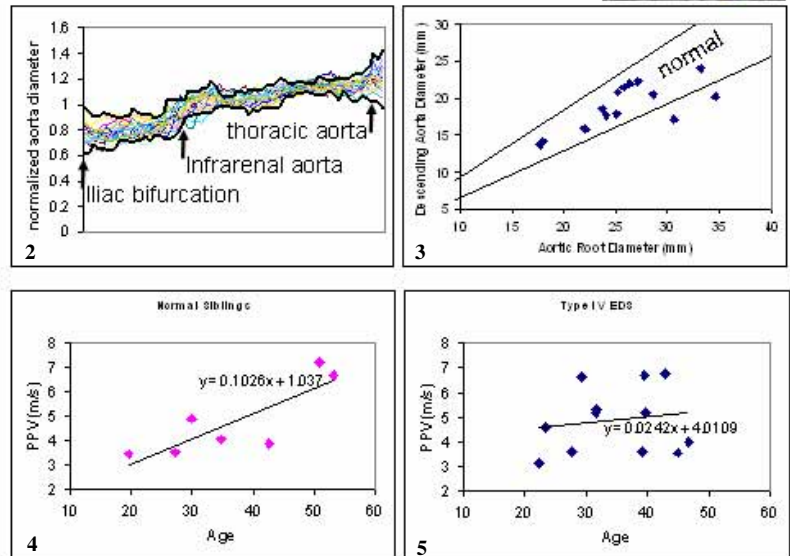 1.6
1.4
1.2
1
0.8
0.6
0.4
0.2
0
normalized aorta diameter
thoracic aorta
Infrarenal aorta
Iliac bifurcation
2
30
25
20
15
10
5
Descending Aorta Diameter (mm)
normal
10 15 20 25 30 35 40
Aortic Root Diameter (mm)
3
Normal Siblings
8
7
6
5
4
3
2
PPV (m/s)
y= 0.1026x + 1.037
10 20 30 40 50 60
Age
4
Type IV EDS
8
7
6
5
4
3
2
PPV (m/s)
y= 0.0242x + 4.0109
10 20 30 40 50 60
Age
5